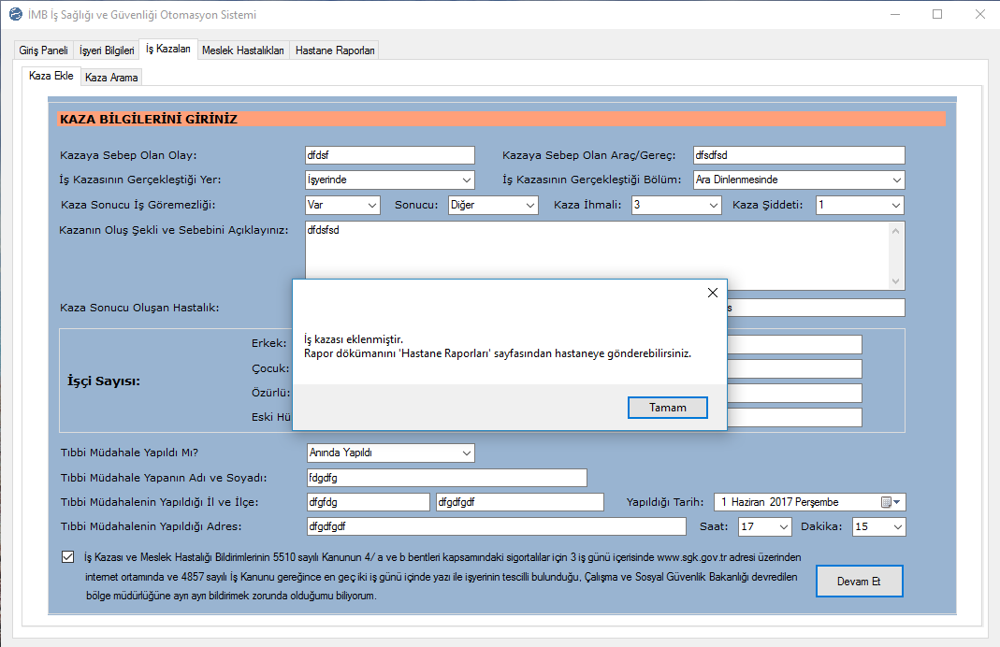 İMB İş Sağlığı ve Güvenliği Otomasyon Sistemi
Giriş Paneli İşyeri Bilgileri İş Kazaları Meslek Hastalıkları Hastane Raporları
Kaza Ekle Kaza Arama
KAZA BİLGİLERİNİ GİRİNİZ
Kazaya Sebep Olan Olay: dfdsf Kazaya Sebep Olan Araç/Gereç: dfsdfsd
İş Kazasının Gerçekleştiği Yer: İşyerinde İş Kazasının Gerçekleştiği Bölüm: Ara Dinlenmesinde
Kaza Sonucu İş Göremezliği: Var Sonucu: Diğer Kaza İhmali: 3 Kaza Şiddeti: 1
Kazanın Oluş Şekli ve Sebebini Açıklayınız: dfdsfsd
Kaza Sonucu Oluşan Hastalık: s
İşçi Sayısı:
Erkek:
Çocuk:
Özürlü:
Eski Hü
İş kazası eklenmiştir.
Rapor dökümanını 'Hastane Raporları' sayfasından hastaneye gönderebilirsiniz.
Tamam
Tıbbi Müdahale Yapıldı Mı? Anında Yapıldı
Tıbbi Müdahale Yapanın Adı ve Soyadı: fdgdfg
Tıbbi Müdahalenin Yapıldığı İl ve İlçe: dfgfdg dfgdfgdf Yapıldığı Tarih: 1 Haziran 2017 Perşembe
Tıbbi Müdahalenin Yapıldığı Adres: dfgdfgdf Saat: 17 Dakika: 15
İş Kazası ve Meslek Hastalığı Bildirimlerinin 5510 sayılı Kanunun 4/ a ve b bentleri kapsamındaki sigortalılar için 3 iş günü içerisinde www.sgk.gov.tr adresi üzerinden
internet ortamında ve 4857 sayılı İş Kanunu gereğince en geç iki iş günü içinde yazı ile işyerinin tescilli bulunduğu, Çalışma ve Sosyal Güvenlik Bakanlığı devredilen
bölge müdürlüğüne ayrı ayrı bildirimek zorunda olduğumu biliyorum.
Devam Et